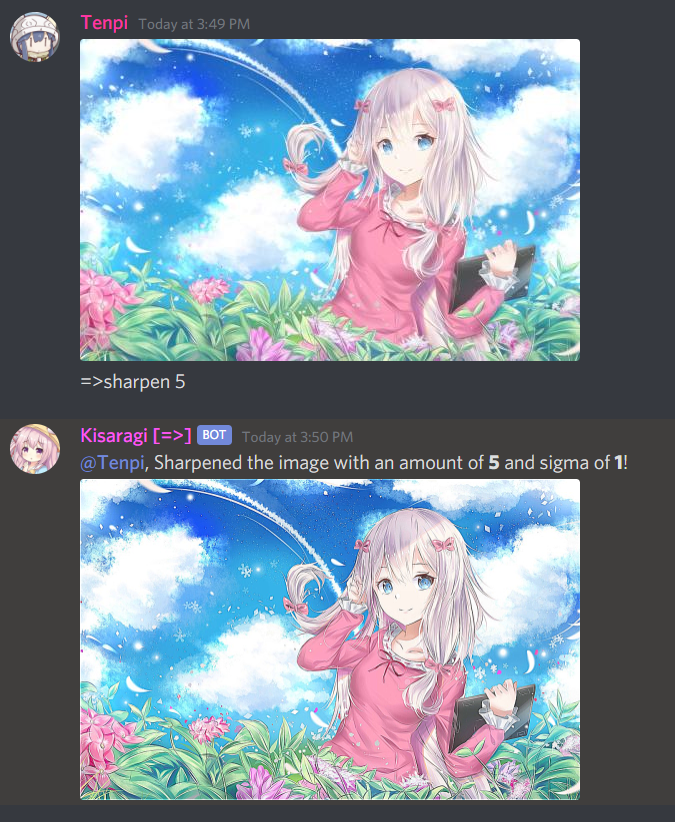 Tenpi Today at 3:49 PM
=>sharpen 5
Kisaragi [=>] BOT Today at 3:50 PM
@Tenpi, Sharpened the image with an amount of 5 and sigma of 1!